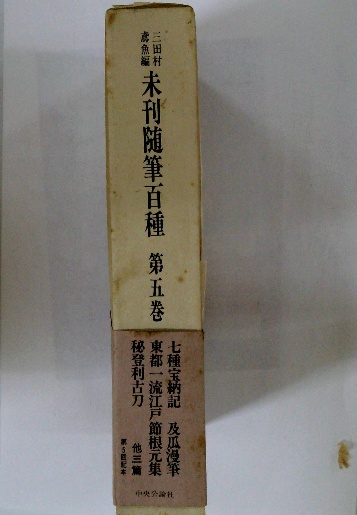 三田村
鳶魚編
未刊随筆百種　第五巻
七種宝納記　及瓜漫筆
東都一流江戸節根元集
秘登利古刀　他三篇
第5回配本
中央公論社